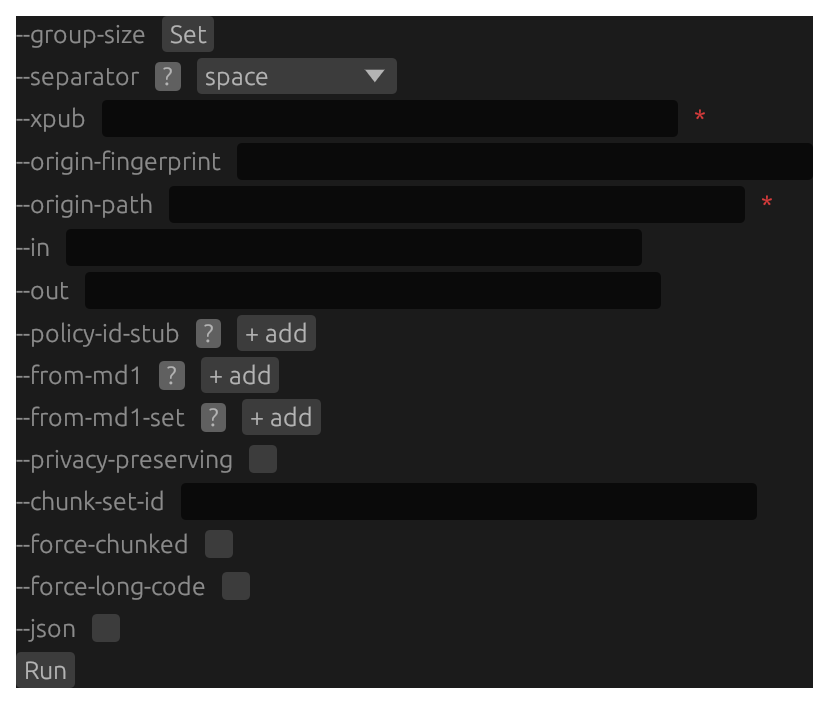 --group-size Set
--separator ? space
--xpub *
--origin-fingerprint
--origin-path *
--in
--out
--policy-id-stub ? + add
--from-md1 ? + add
--from-md1-set ? + add
--privacy-preserving
--chunk-set-id
--force-chunked
--force-long-code
--json
Run